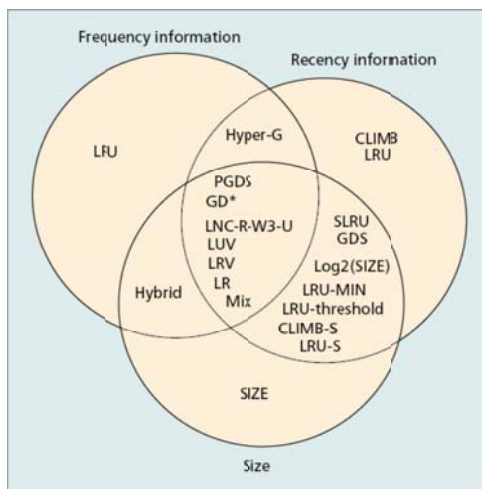 Frequency information
Recency information
LFU
Hyper-G
CLIMB
LRU
PGDS
GD*
LNC-R-W3-U
LUV
LRV
LR
Mix
SLRU
GDS
Log2(SIZE)
LRU-MIN
LRU-threshold
CLIMB-S
LRU-S
Hybrid
SIZE
Size